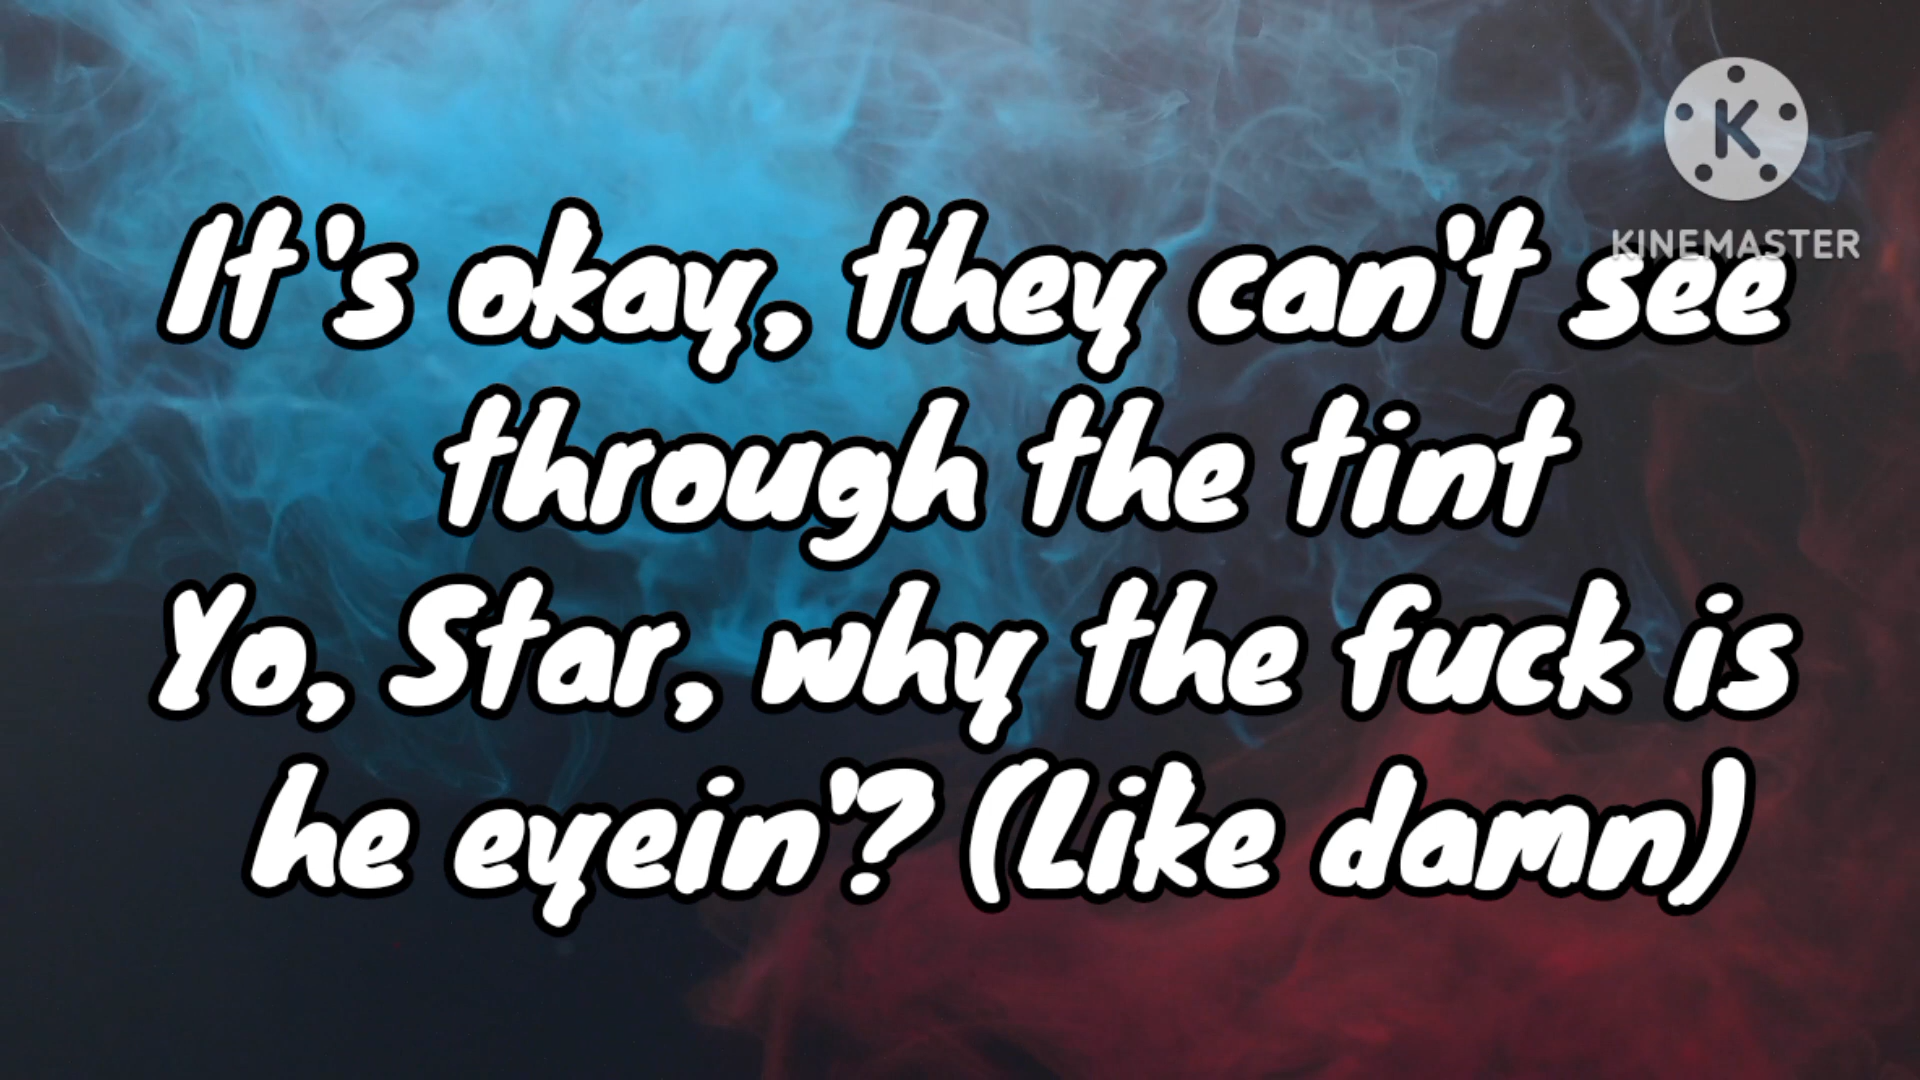 K
KINEMASTER
It's okay, they can't see
through the tint
Yo, Star, why the fuck is
he eyein'? (Like damn)